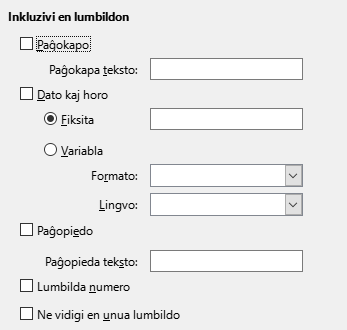 Inkluzivi en lumbildon
Paĝokapo
Paĝokapa teksto:
Dato kaj horo
Fiksita
Variabla
Formato:
Lingvo:
Paĝopiedo
Paĝopieda teksto:
Lumbilda numero
Ne vidigi en unua lumbildo